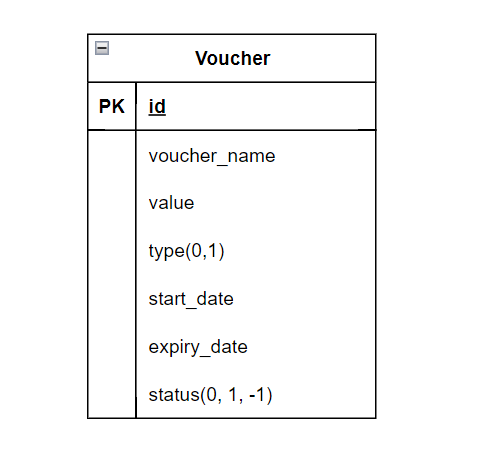 Voucher
PK id
voucher_name
value
type(0,1)
start_date
expiry_date
status(0, 1, -1)